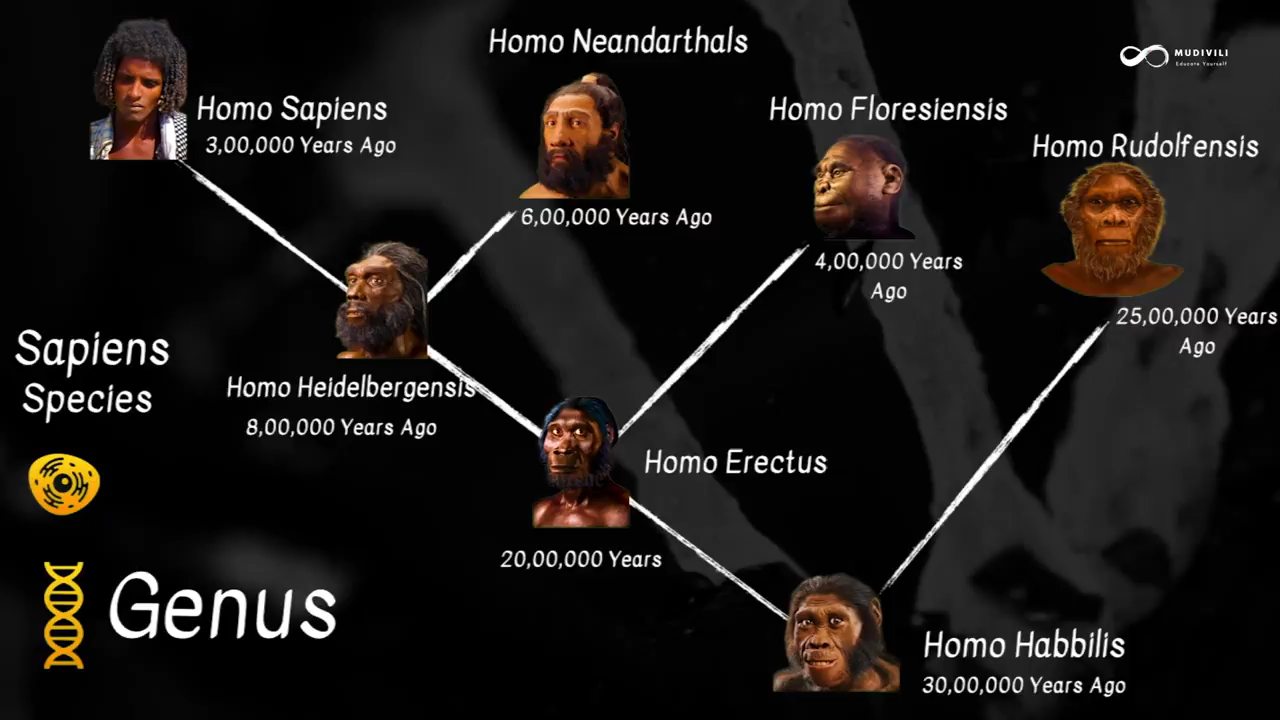 Homo Neandarthals
MUDIVILI
Educate Yourself
Homo Sapiens
3,00,000 Years Ago
Homo Floresiensis
Homo Rudolfensis
6,00,000 Years Ago
4,00,000 Years
Ago
25,00,000 Years
Ago
Sapiens
Species
Homo Heidelbergensis
8,00,000 Years Ago
Homo Erectus
20,00,000 Years
Genus
Homo Habbilis
30,00,000 Years Ago